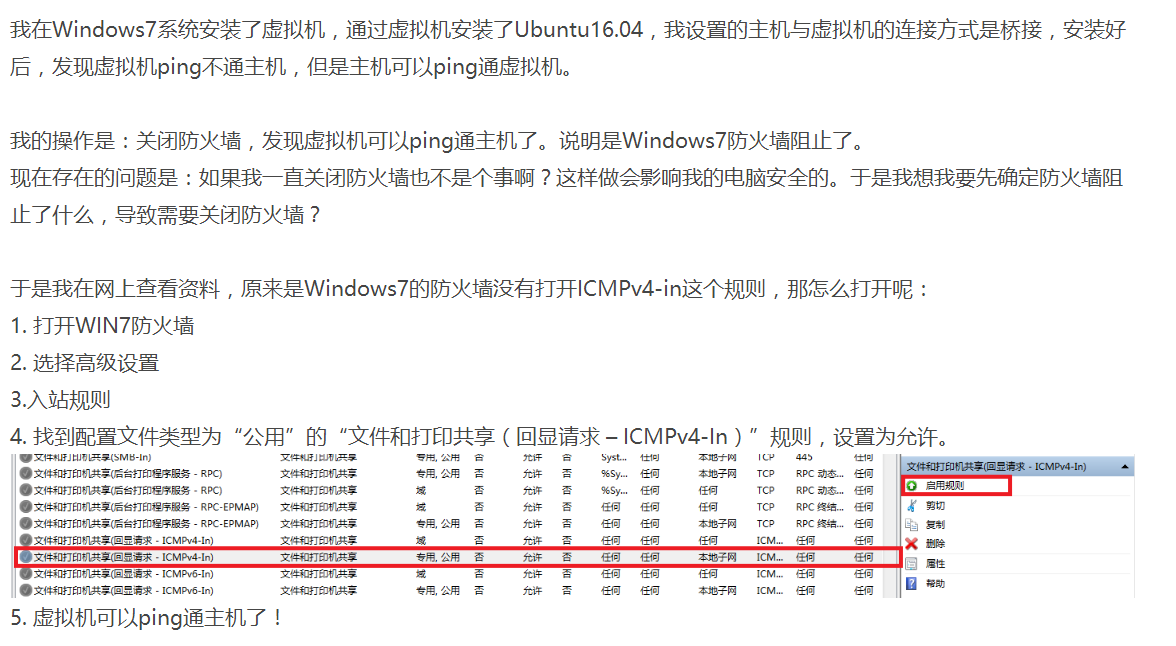 我在Windows7系统安装了虚拟机，通过虚拟机安装了Ubuntu16.04，我设置的主机与虚拟机的连接方式是桥接，安装好
后，发现虚拟机ping不通主机，但是主机可以ping通虚拟机。
我的操作是：关闭防火墙，发现虚拟机可以ping通主机了。说明是Windows7防火墙阻止了。
现在存在的问题是：如果我一直关闭防火墙也不是个事啊？这样做会影响我的电脑安全的。于是我想我要先确定防火墙阻
止了什么，导致需要关闭防火墙？
于是我在网上查看资料，原来是Windows7的防火墙没有打开ICMPv4-in这个规则，那怎么打开呢：
1. 打开WIN7防火墙
2. 选择高级设置
3.入站规则
4. 找到配置文件类型为“公用”的“文件和打印共享（回显请求 – ICMPv4-In）”规则，设置为允许。
文件和打印机共享(SMB-In) 文件和打印机共享 专用, 公用 否 允许 否 Syst... 任何 本地子网 TCP 445 任何
文件和打印机共享(后台打印程序服务 - RPC) 文件和打印机共享 专用, 公用 否 允许 否 %Sy... 任何 本地子网 TCP RPC 动态... 任何
文件和打印机共享(后台打印程序服务 - RPC) 文件和打印机共享 域 否 允许 否 %Sy... 任何 任何 TCP RPC 动态... 任何
文件和打印机共享(后台打印程序服务 - RPC-EPMAP) 文件和打印机共享 域 否 允许 否 任何 任何 任何 TCP RPC 终结... 任何
文件和打印机共享(后台打印程序服务 - RPC-EPMAP) 文件和打印机共享 专用, 公用 否 允许 否 任何 任何 本地子网 TCP RPC 终结... 任何
文件和打印机共享(回显请求 - ICMPv4-In) 文件和打印机共享 域 否 允许 否 任何 任何 任何 ICM... 任何 任何
文件和打印机共享(回显请求 - ICMPv4-In) 文件和打印机共享 专用, 公用 否 允许 否 任何 任何 本地子网 ICM... 任何 任何
文件和打印机共享(回显请求 - ICMPv6-In) 文件和打印机共享 域 否 允许 否 任何 任何 任何 ICM... 任何 任何
文件和打印机共享(回显请求 - ICMPv6-In) 文件和打印机共享 专用, 公用 否 允许 否 任何 任何 本地子网 ICM... 任何 任何
文件和打印机共享(回显请求 - ICMPv4-In)
启用规则
剪切
复制
删除
属性
帮助
5. 虚拟机可以ping通主机了！